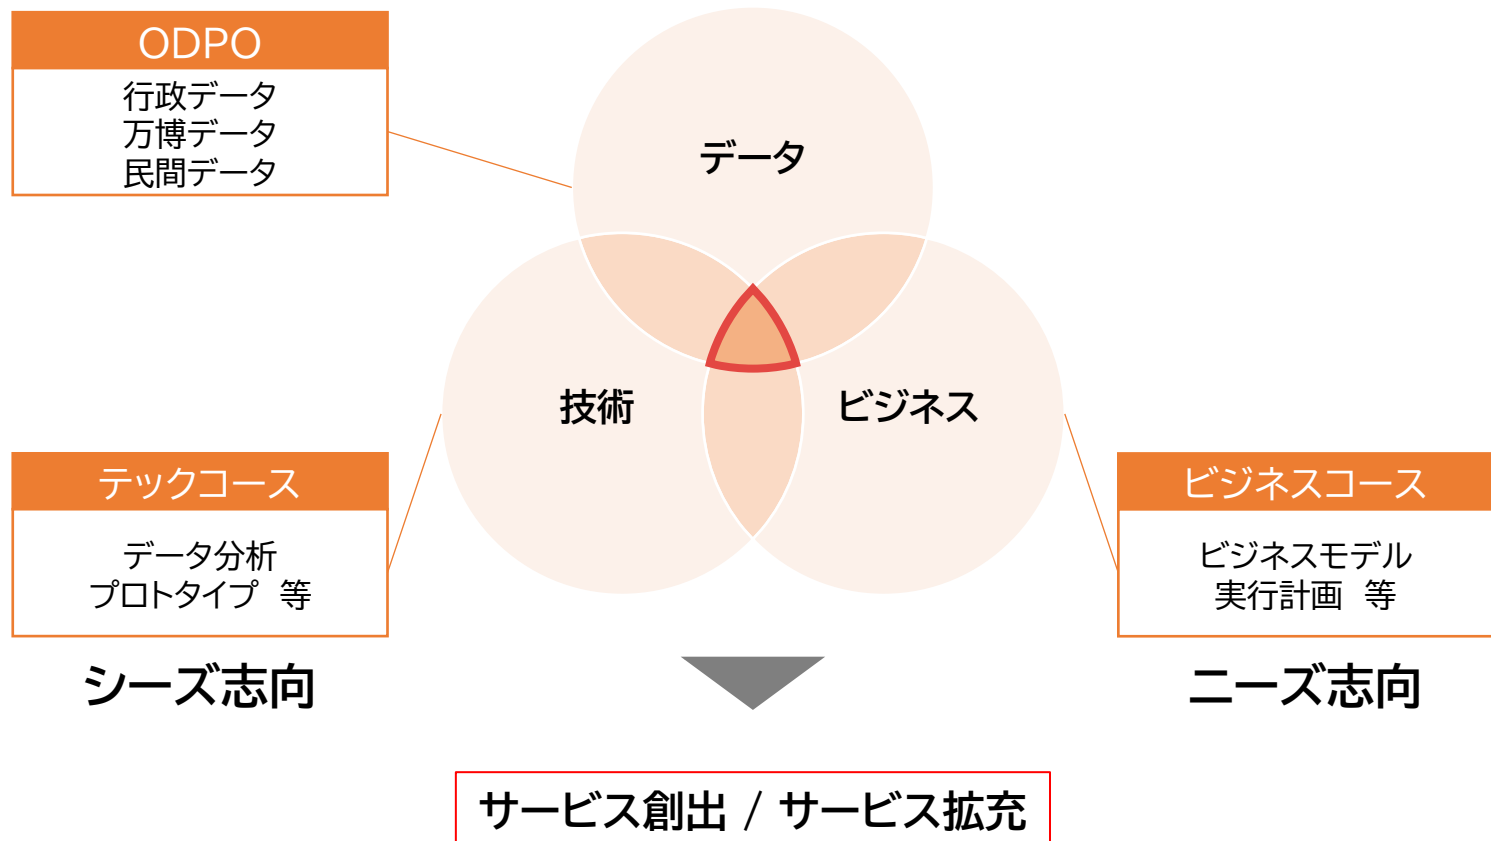 ODPO
行政データ
万博データ
民間データ
データ
技術
ビジネス
テックコース
データ分析
プロトタイプ 等
シーズ志向
ビジネスコース
ビジネスモデル
実行計画 等
ニーズ志向
サービス創出 / サービス拡充